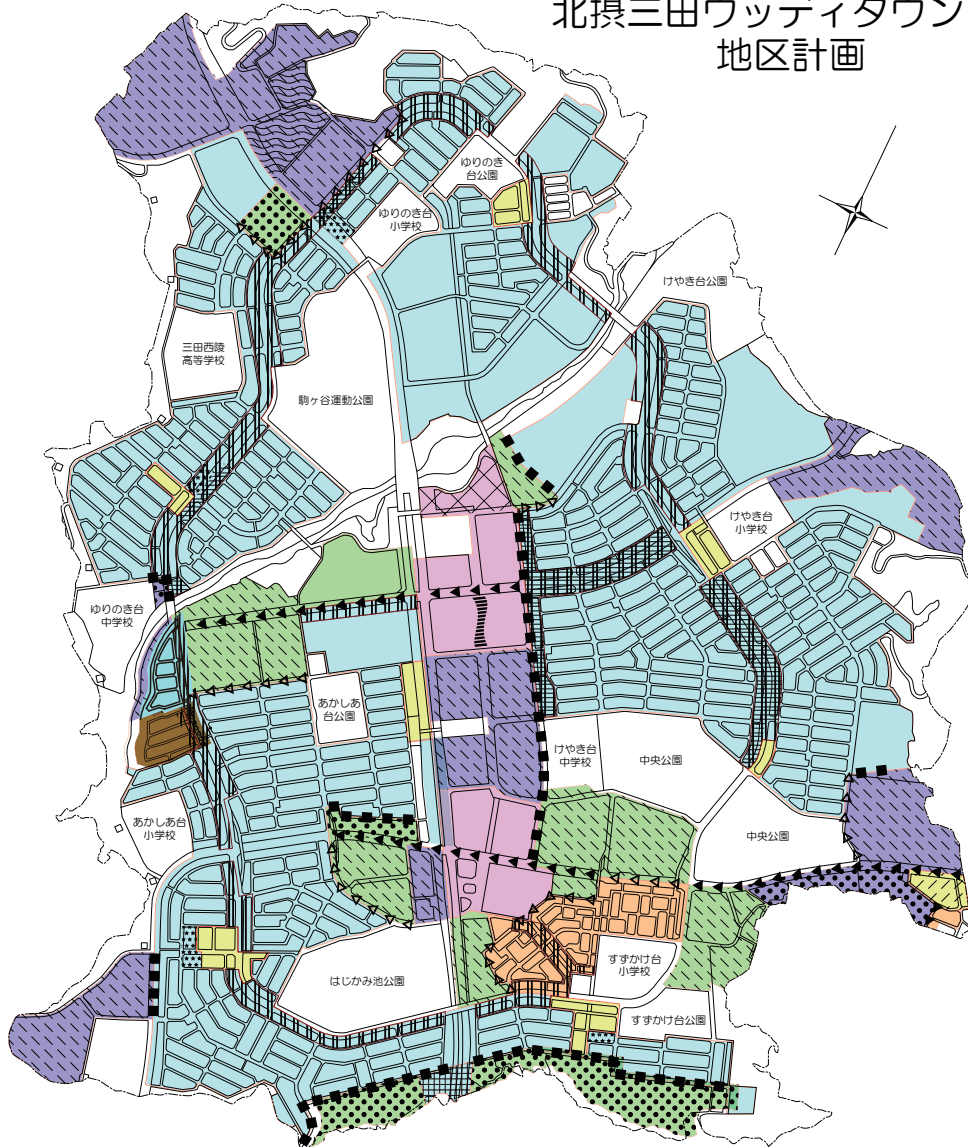 北摂三田ウッディタウン
地区計画
ゆりのき
台公園
ゆりのき台
小学校
けやき台公園
三田西陵
高等学校
駒ヶ谷運動公園
けやき台
小学校
ゆりのき台
中学校
あかしあ
台公園
けやき台
中学校
中央公園
あかしあ台
小学校
中央公園
はじかみ池公園
すずかけ台
小学校
すずかけ台公園